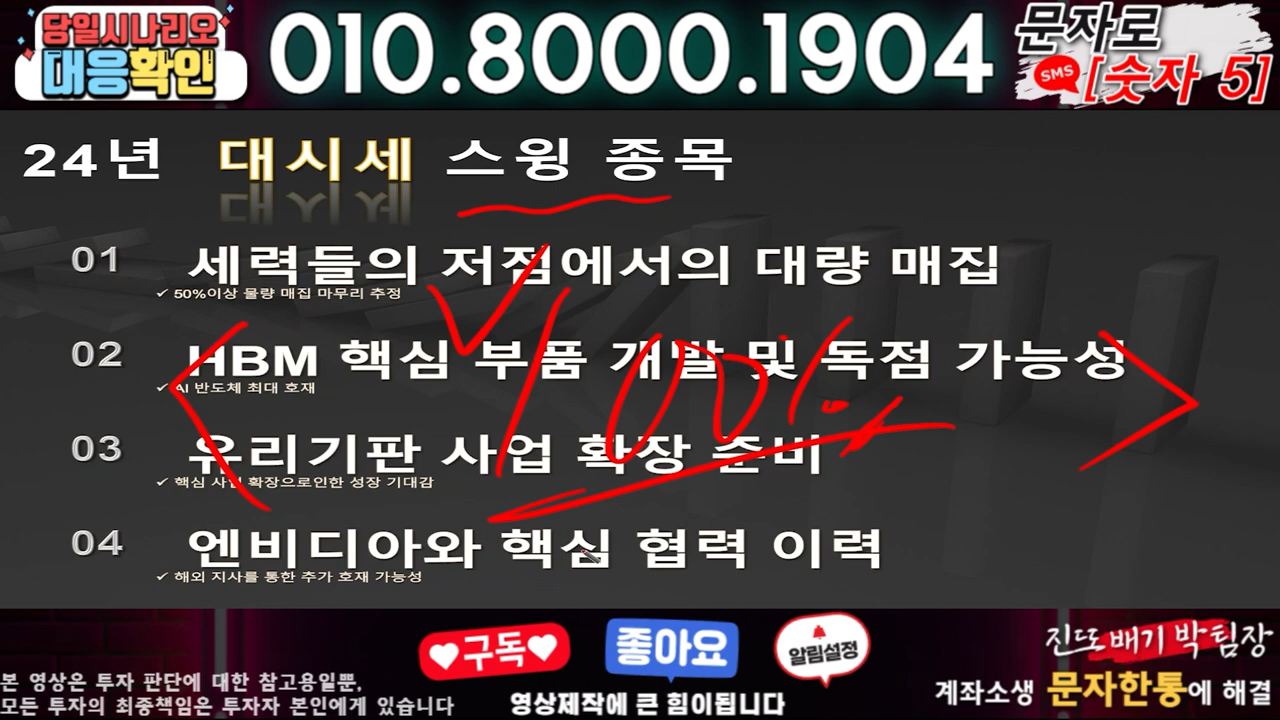 당일시나리오
대응확인
010.8000.1904
문자로
SMS
[숫자 5]
24년 대시세 스윙 종목
01 세력들의 저점에서의 대량 매집
✓ 50%이상 물량 매집 마무리 추정
02 HBM 핵심 부품 개발 및 독점 가능성
✓ AI 반도체 최대 호재
03 유리기판 사업 확장 준비
✓ 핵심 사업 확장으로인한 성장 기대감
04 엔비디아와 핵심 협력 이력
✓ 해외 지사를 통한 추가 호재 가능성
100%
구독
좋아요
알림설정
영상제작에 큰 힘이됩니다
본 영상은 투자 판단에 대한 참고용일뿐,
모든 투자의 최종책임은 투자자 본인에게 있습니다
진또배기 박팀장
계좌소생 문자한통에 해결